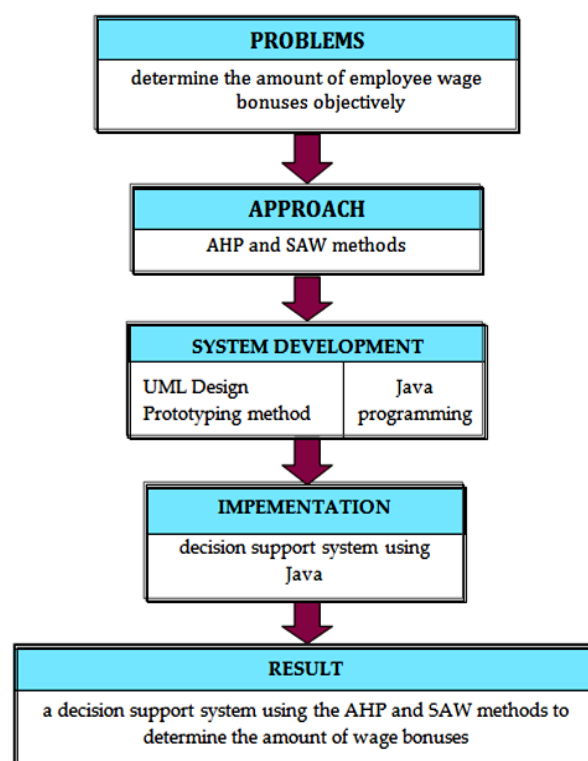 PROBLEMS
determine the amount of employee wage
bonuses objectively
APPROACH
AHP and SAW methods
SYSTEM DEVELOPMENT
UML Design
Prototyping method
Java
programming
IMPEMENTATION
decision support system using
Java
RESULT
a decision support system using the AHP and SAW methods to
determine the amount of wage bonuses